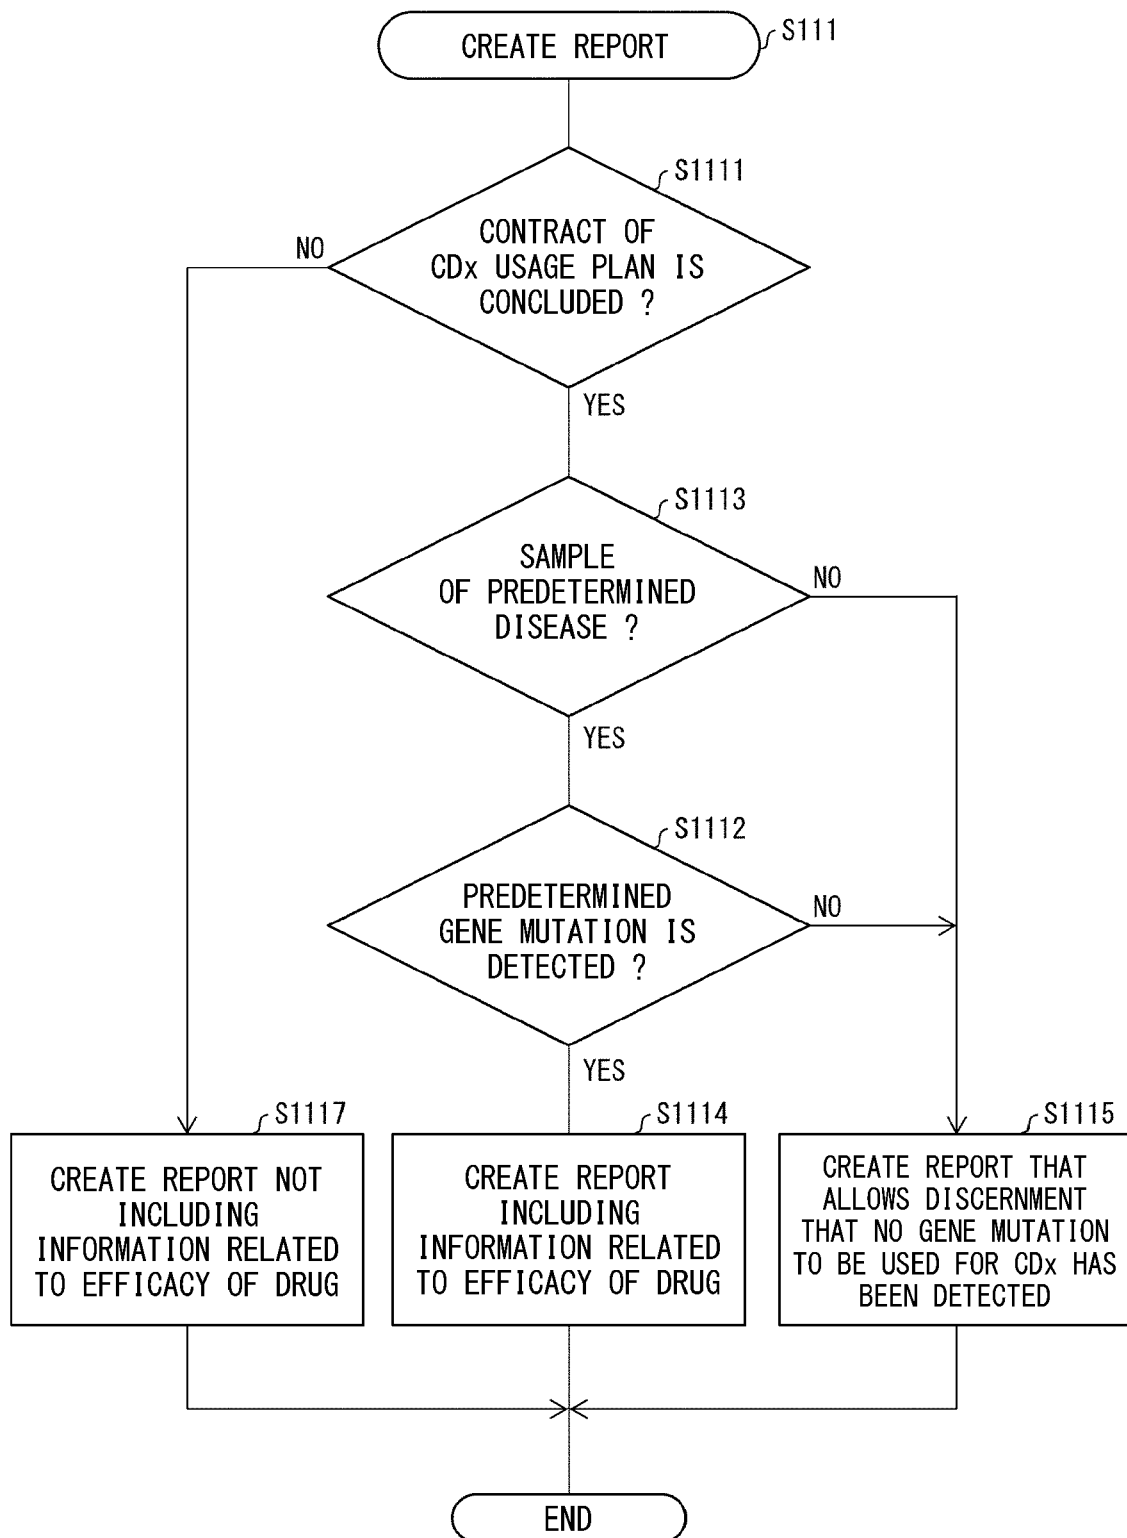 CREATE REPORT
S111
S1111
CONTRACT OF
CDx USAGE PLAN IS
CONCLUDED ?
NO
YES
S1113
SAMPLE
OF PREDETERMINED
DISEASE ?
NO
YES
S1112
PREDETERMINED
GENE MUTATION IS
DETECTED ?
NO
YES
S1117
CREATE REPORT NOT
INCLUDING
INFORMATION RELATED
TO EFFICACY OF DRUG
S1114
CREATE REPORT
INCLUDING
INFORMATION RELATED
TO EFFICACY OF DRUG
S1115
CREATE REPORT THAT
ALLOWS DISCERNMENT
THAT NO GENE MUTATION
TO BE USED FOR CDx HAS
BEEN DETECTED
END